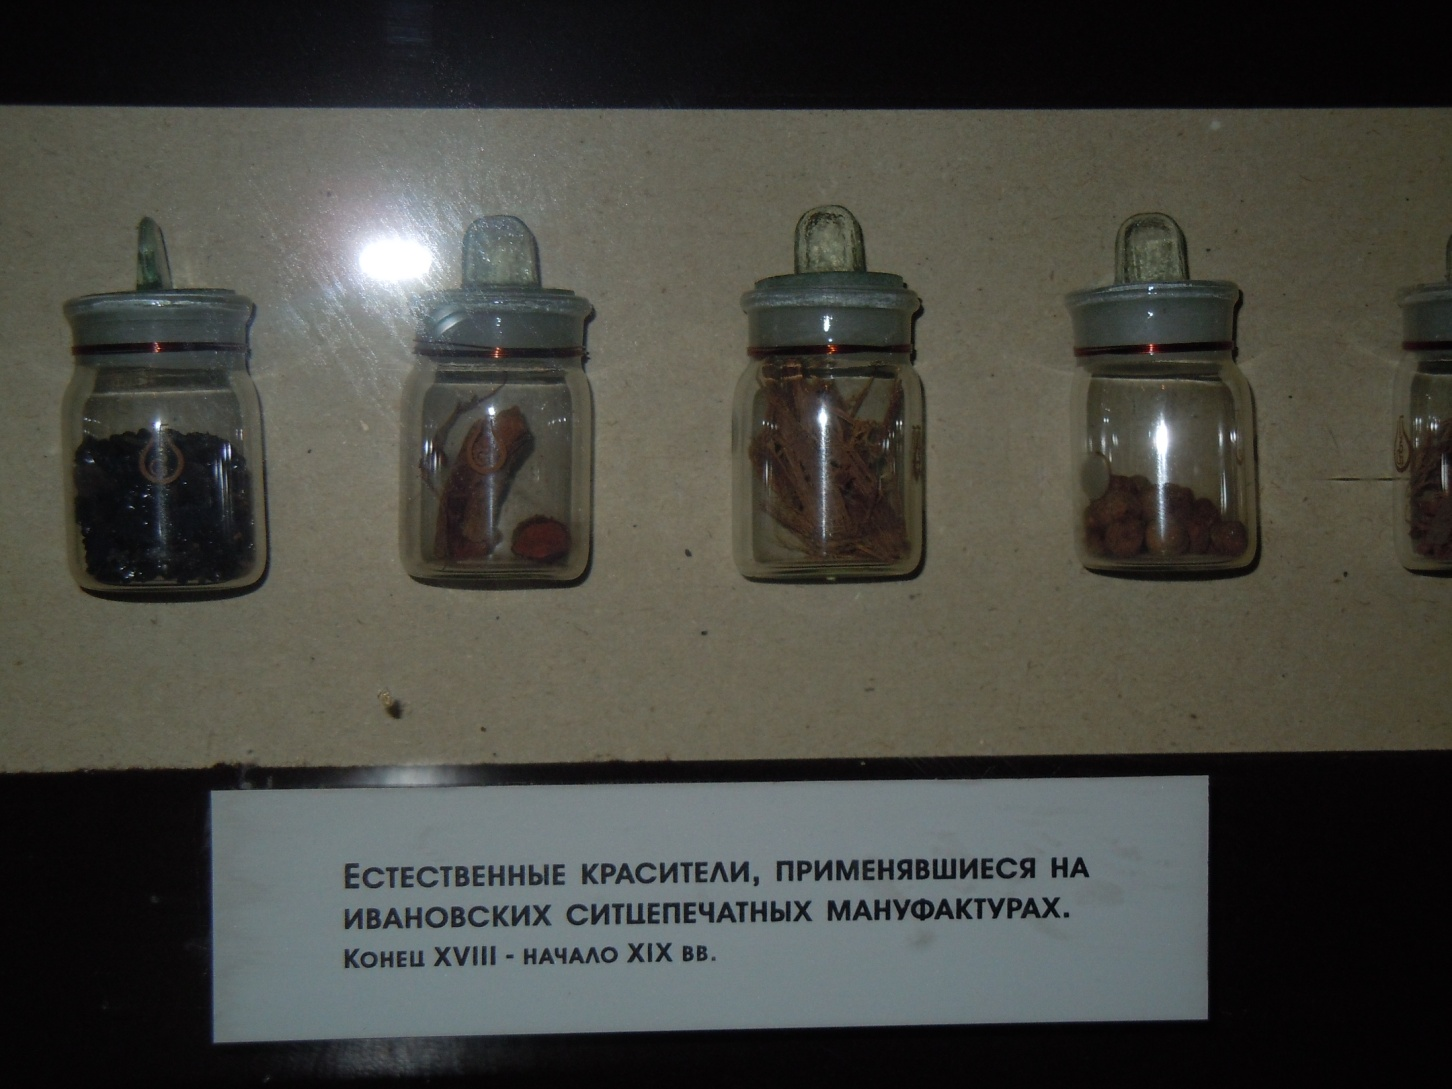 Естественные красители, применявшиеся на
ивановских ситцепечатных мануфактурах.
Конец XVIII - начало XIX вв.